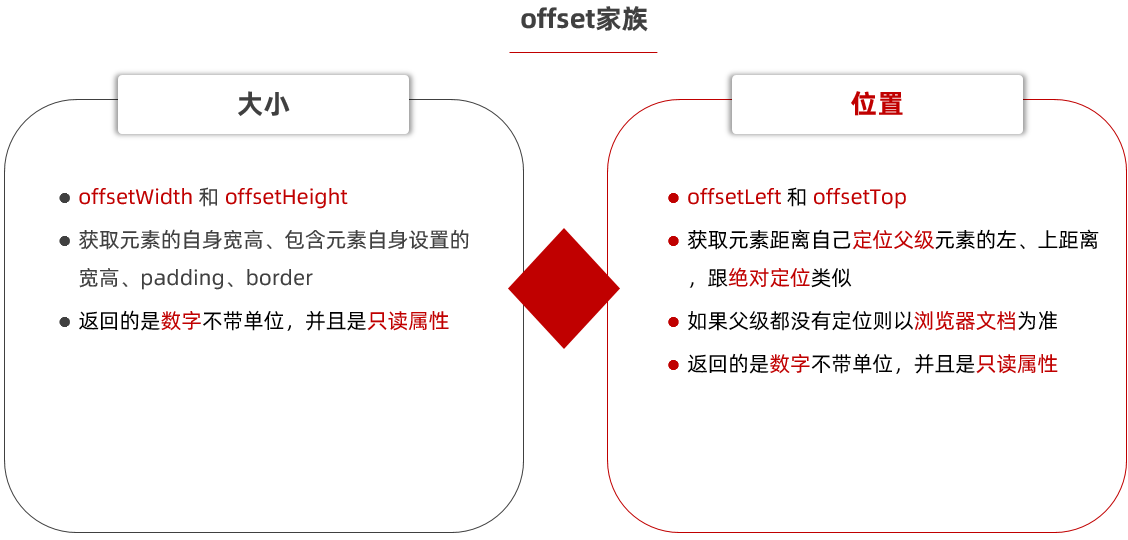 offset家族
大小
offsetWidth 和 offsetHeight
获取元素的自身宽高、包含元素自身设置的
宽高、padding、border
返回的是数字不带单位，并且是只读属性
位置
offsetLeft 和 offsetTop
获取元素距离自己定位父级元素的左、上距离
，跟绝对定位类似
如果父级都没有定位则以浏览器文档为准
返回的是数字不带单位，并且是只读属性